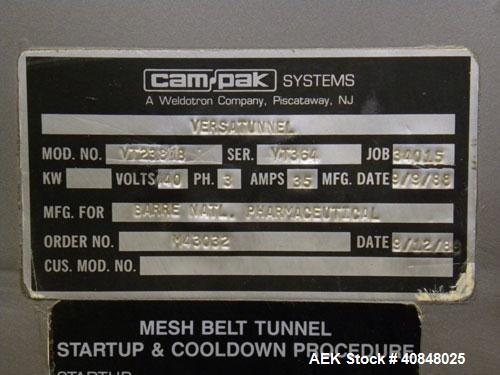 cam/pak SYSTEMS
A Weldotron Company, Piscataway, NJ
VERSATUNNEL
MOD. NO. VT2381B SER. VT364 JOB 34015
KW VOLTS 440 PH. 3 AMPS 35 MFG. DATE 9/9/88
MFG. FOR BARRE NATL. PHARMACEUTICAL
ORDER NO. M43032 DATE 9/12/88
CUS. MOD. NO.
MESH BELT TUNNEL
STARTUP & COOLDOWN PROCEDURE
STARTUP
AEK Stock # 40848025